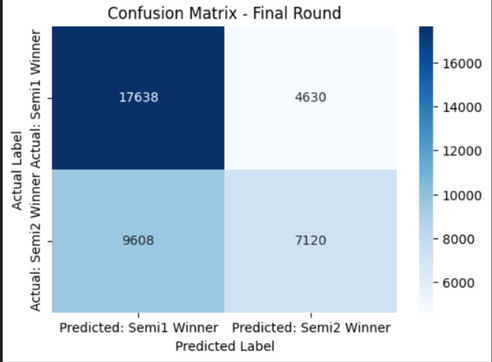 Confusion Matrix - Final Round
Actual Label
Actual: Semi1 Winner
Actual: Semi2 Winner
17638
4630
9608
7120
Predicted: Semi1 Winner
Predicted: Semi2 Winner
Predicted Label
16000
14000
12000
10000
8000
6000